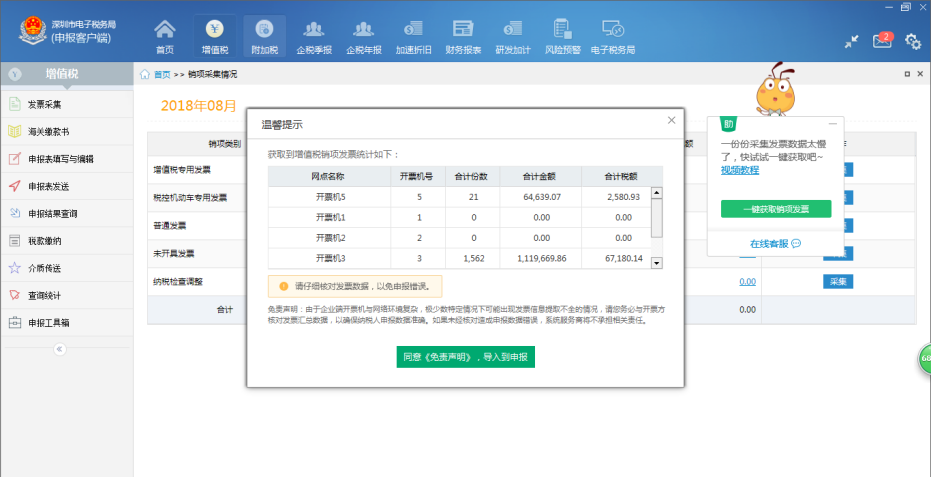 深圳市电子税务局
(申报客户端)
首页
增值税
附加税
企税季报
企税年报
加速折旧
财务报表
研发加计
风险预警
电子税务局
2
增值税
首页 >> 销项采集情况
发票采集
海关缴款书
申报表填写与编辑
申报表发送
申报结果查询
税款缴纳
介质传送
查询统计
申报工具箱
2018年08月
销项类别
额
增值税专用发票
税控机动车专用发票
普通发票
未开具发票
纳税检查调整
0.00
采集
合计
0.00
温馨提示
获取到增值税销项发票统计如下：
网点名称 开票机号 合计份数 合计金额 合计税额
开票机5 5 21 64,639.07 2,580.93
开票机1 1 0 0.00 0.00
开票机2 2 0 0.00 0.00
开票机3 3 1,562 1,119,669.86 67,180.14
请仔细核对发票数据，以免申报错误。
免责声明：由于企业端开票机与网络环境复杂，极少数特定情况下可能出现发票信息提取不全的情况，请您务必与开票方
核对发票汇总数据，以确保纳税人申报数据准确。如果未经核对造成申报数据错误，系统服务商将不承担相关责任。
同意《免责声明》，导入到申报
助
一份份采集发票数据太慢
了，快试试一键获取吧~
视频教程
一键获取销项发票
在线客服
68